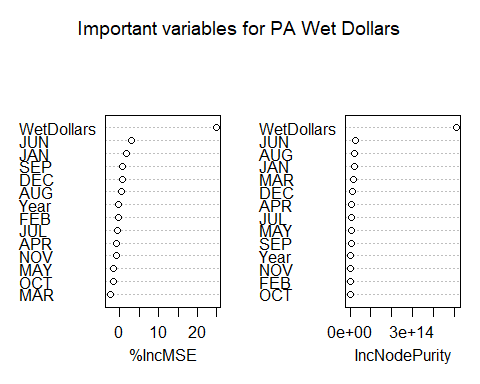 Important variables for PA Wet Dollars
WetDollars
JUN
JAN
SEP
DEC
AUG
Year
FEB
JUL
APR
NOV
MAY
OCT
MAR
0 10 20
%IncMSE
WetDollars
JUN
AUG
JAN
MAR
DEC
APR
JUL
MAY
SEP
Year
NOV
FEB
OCT
0e+00 3e+14
IncNodePurity